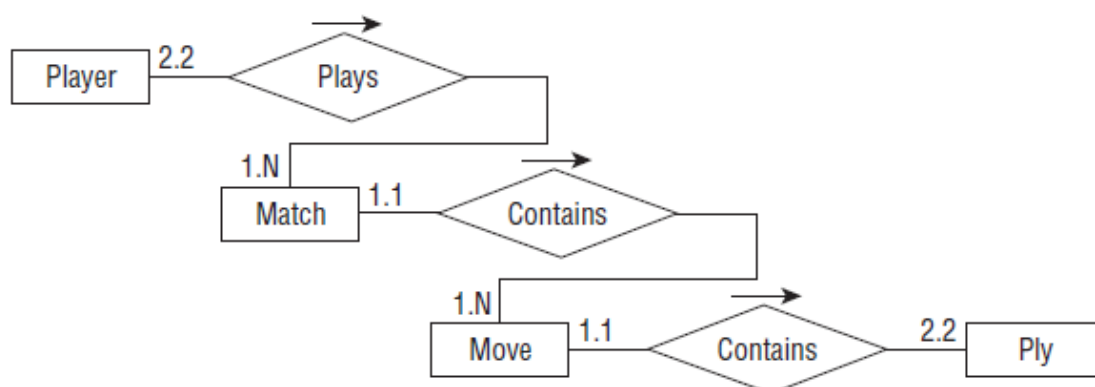 Player
2.2
Plays
1.N
Match
1.1
Contains
1.N
Move
1.1
Contains
2.2
Ply